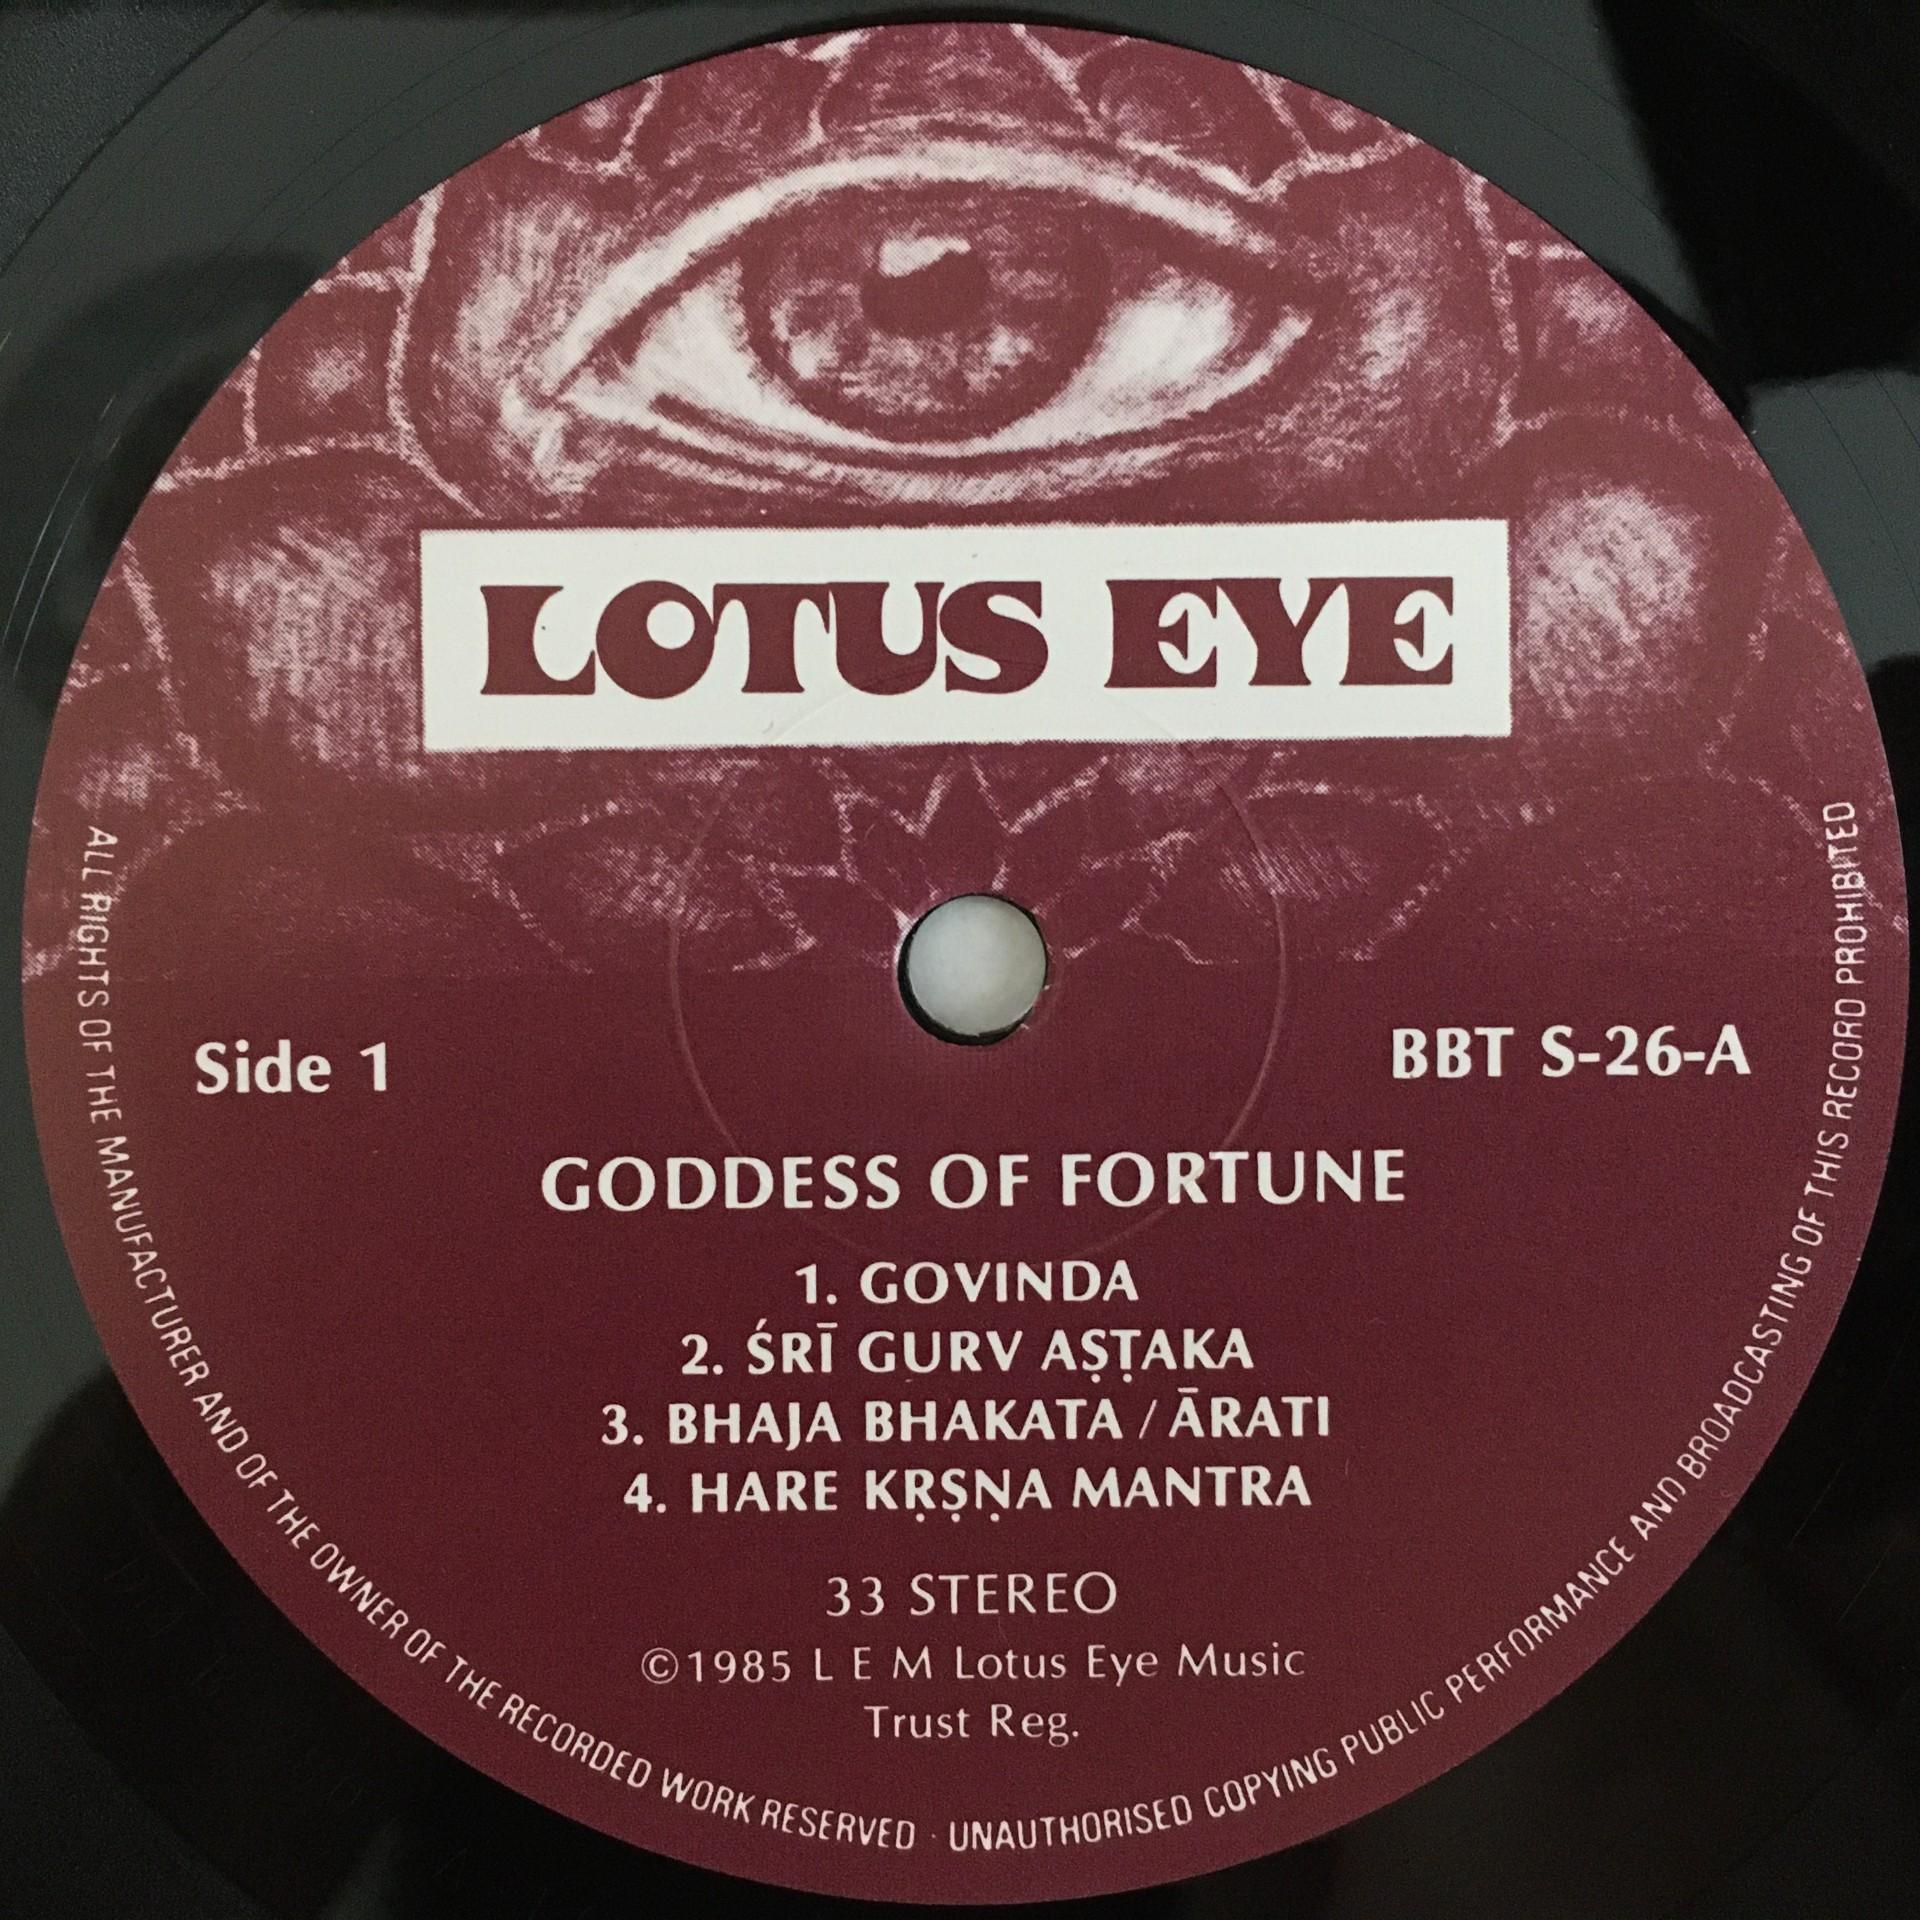 LOTUS EYE
Side 1
BBT S-26-A
GODDESS OF FORTUNE
1. GOVINDA
2. ŚRĪ GURV AṢṬAKA
3. BHAJA BHAKATA / ĀRATI
4. HARE KṚṢṆA MANTRA
33 STEREO
©1985 L E M Lotus Eye Music
Trust Reg.
ALL RIGHTS OF THE MANUFACTURER AND OF THE OWNER OF THE RECORDED WORK RESERVED · UNAUTHORISED COPYING PUBLIC PERFORMANCE AND BROADCASTING OF THIS RECORD PROHIBITED